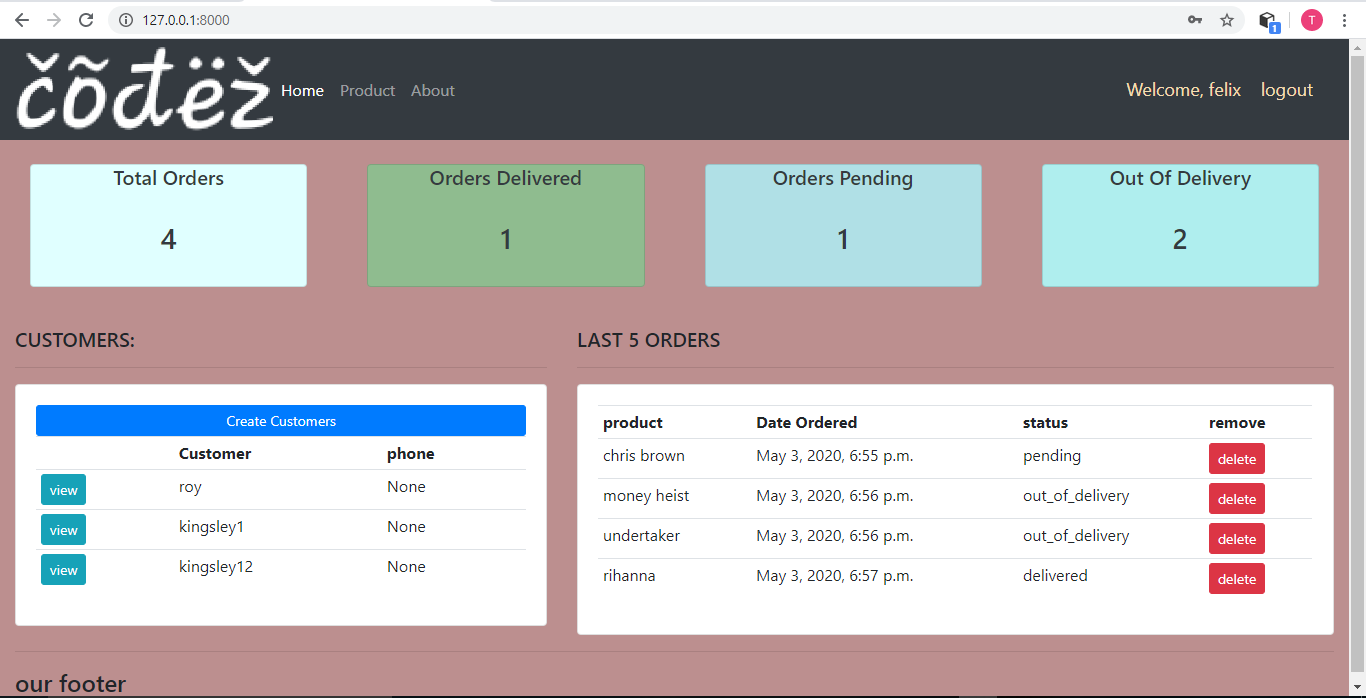 127.0.0.1:8000
1
T
čõđëž Home Product About Welcome, felix logout
Total Orders
4
Orders Delivered
1
Orders Pending
1
Out Of Delivery
2
CUSTOMERS:
Create Customers
Customer phone
view roy None
view kingsley1 None
view kingsley12 None
LAST 5 ORDERS
product Date Ordered status remove
chris brown May 3, 2020, 6:55 p.m. pending delete
money heist May 3, 2020, 6:56 p.m. out_of_delivery delete
undertaker May 3, 2020, 6:56 p.m. out_of_delivery delete
rihanna May 3, 2020, 6:57 p.m. delivered delete
our footer